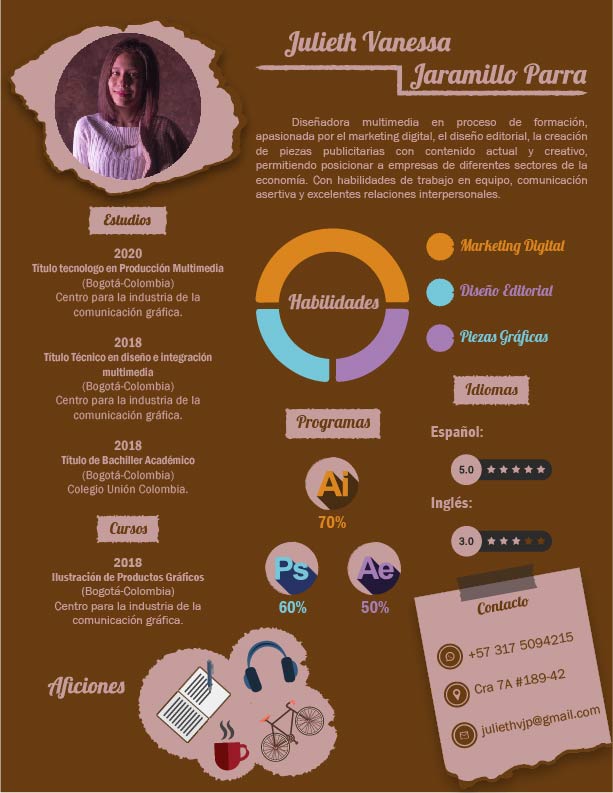 Julieth Vanessa
Jaramillo Parra
Diseñadora multimedia en proceso de formación,
apasionada por el marketing digital, el diseño editorial, la creación
de piezas publicitarias con contenido actual y creativo,
permitiendo posicionar a empresas de diferentes sectores de la
economía. Con habilidades de trabajo en equipo, comunicación
asertiva y excelentes relaciones interpersonales.
Estudios
2020
Título tecnologo en Producción Multimedia
(Bogotá-Colombia)
Centro para la industria de la
comunicación gráfica.
2018
Título Técnico en diseño e integración
multimedia
(Bogotá-Colombia)
Centro para la industria de la
comunicación gráfica.
2018
Título de Bachiller Académico
(Bogotá-Colombia)
Colegio Unión Colombia.
Cursos
2018
Ilustración de Productos Gráficos
(Bogotá-Colombia)
Centro para la industria de la
comunicación gráfica.
Aficiones
Habilidades
Marketing Digital
Diseño Editorial
Piezas Gráficas
Programas
Ai
70%
Ps
60%
Ae
50%
Idiomas
Español:
5.0
Inglés:
3.0
Contacto
+57 317 5094215
Cra 7A #189-42
juliethvjp@gmail.com